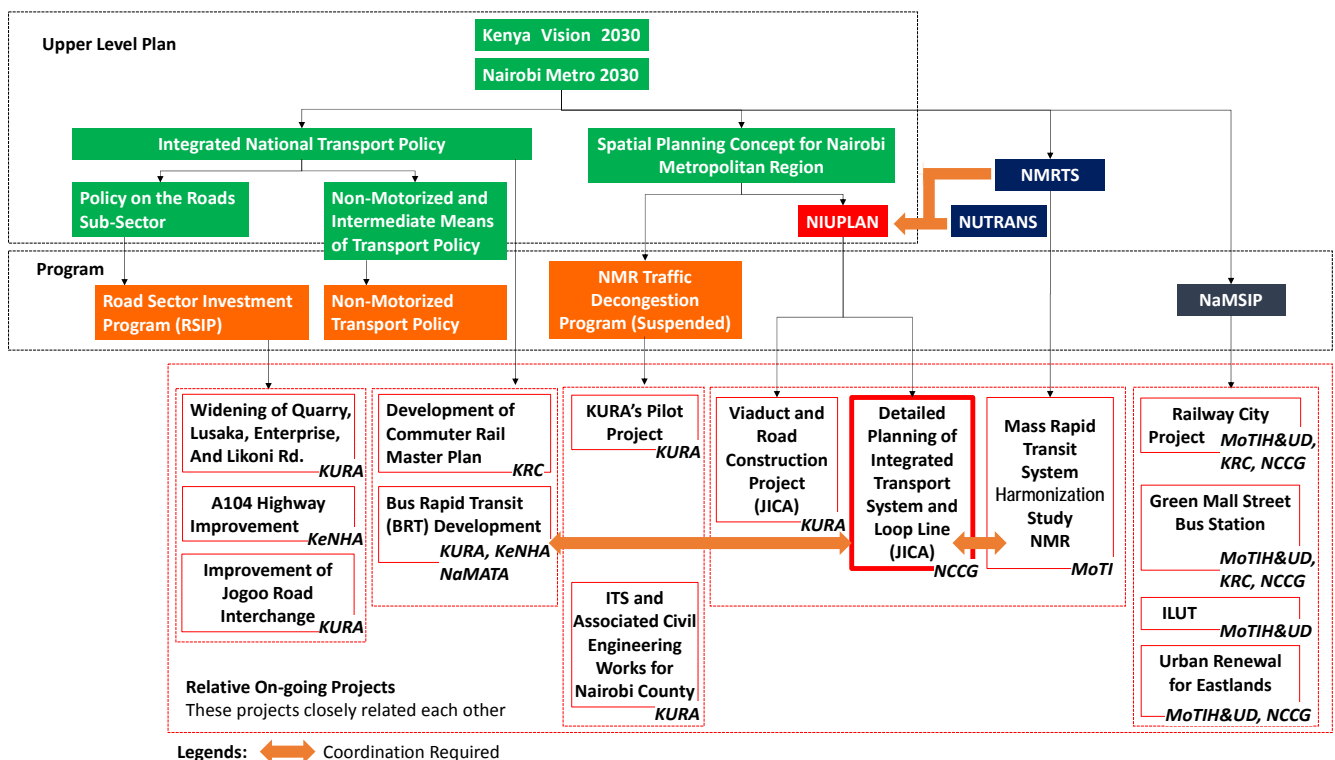 Upper Level Plan
Kenya Vision 2030
Nairobi Metro 2030
Integrated National Transport Policy
Spatial Planning Concept for Nairobi
Metropolitan Region
NMRTS
Policy on the Roads
Sub-Sector
Non-Motorized and
Intermediate Means
of Transport Policy
NIUPLAN
NUTRANS
Program
Road Sector Investment
Program (RSIP)
Non-Motorized
Transport Policy
NMR Traffic
Decongestion
Program (Suspended)
NaMSIP
Widening of Quarry,
Lusaka, Enterprise,
And Likoni Rd.
KURA
A104 Highway
Improvement
KeNHA
Improvement of
Jogoo Road
Interchange
KURA
Development of
Commuter Rail
Master Plan
KRC
Bus Rapid Transit
(BRT) Development
KURA, KeNHA
NaMATA
KURA's Pilot
Project
KURA
ITS and
Associated Civil
Engineering
Works for
Nairobi County
KURA
Viaduct and
Road
Construction
Project
(JICA)
KURA
Detailed
Planning of
Integrated
Transport
System and
Loop Line
(JICA)
NCCG
Mass Rapid
Transit
System
Harmonization
Study
NMR
MoTI
Railway City
Project
MoTIH&UD,
KRC, NCCG
Green Mall Street
Bus Station
MoTIH&UD,
KRC, NCCG
ILUT
MoTIH&UD
Urban Renewal
for Eastlands
MoTIH&UD, NCCG
Relative On-going Projects
These projects closely related each other
Legends: Coordination Required